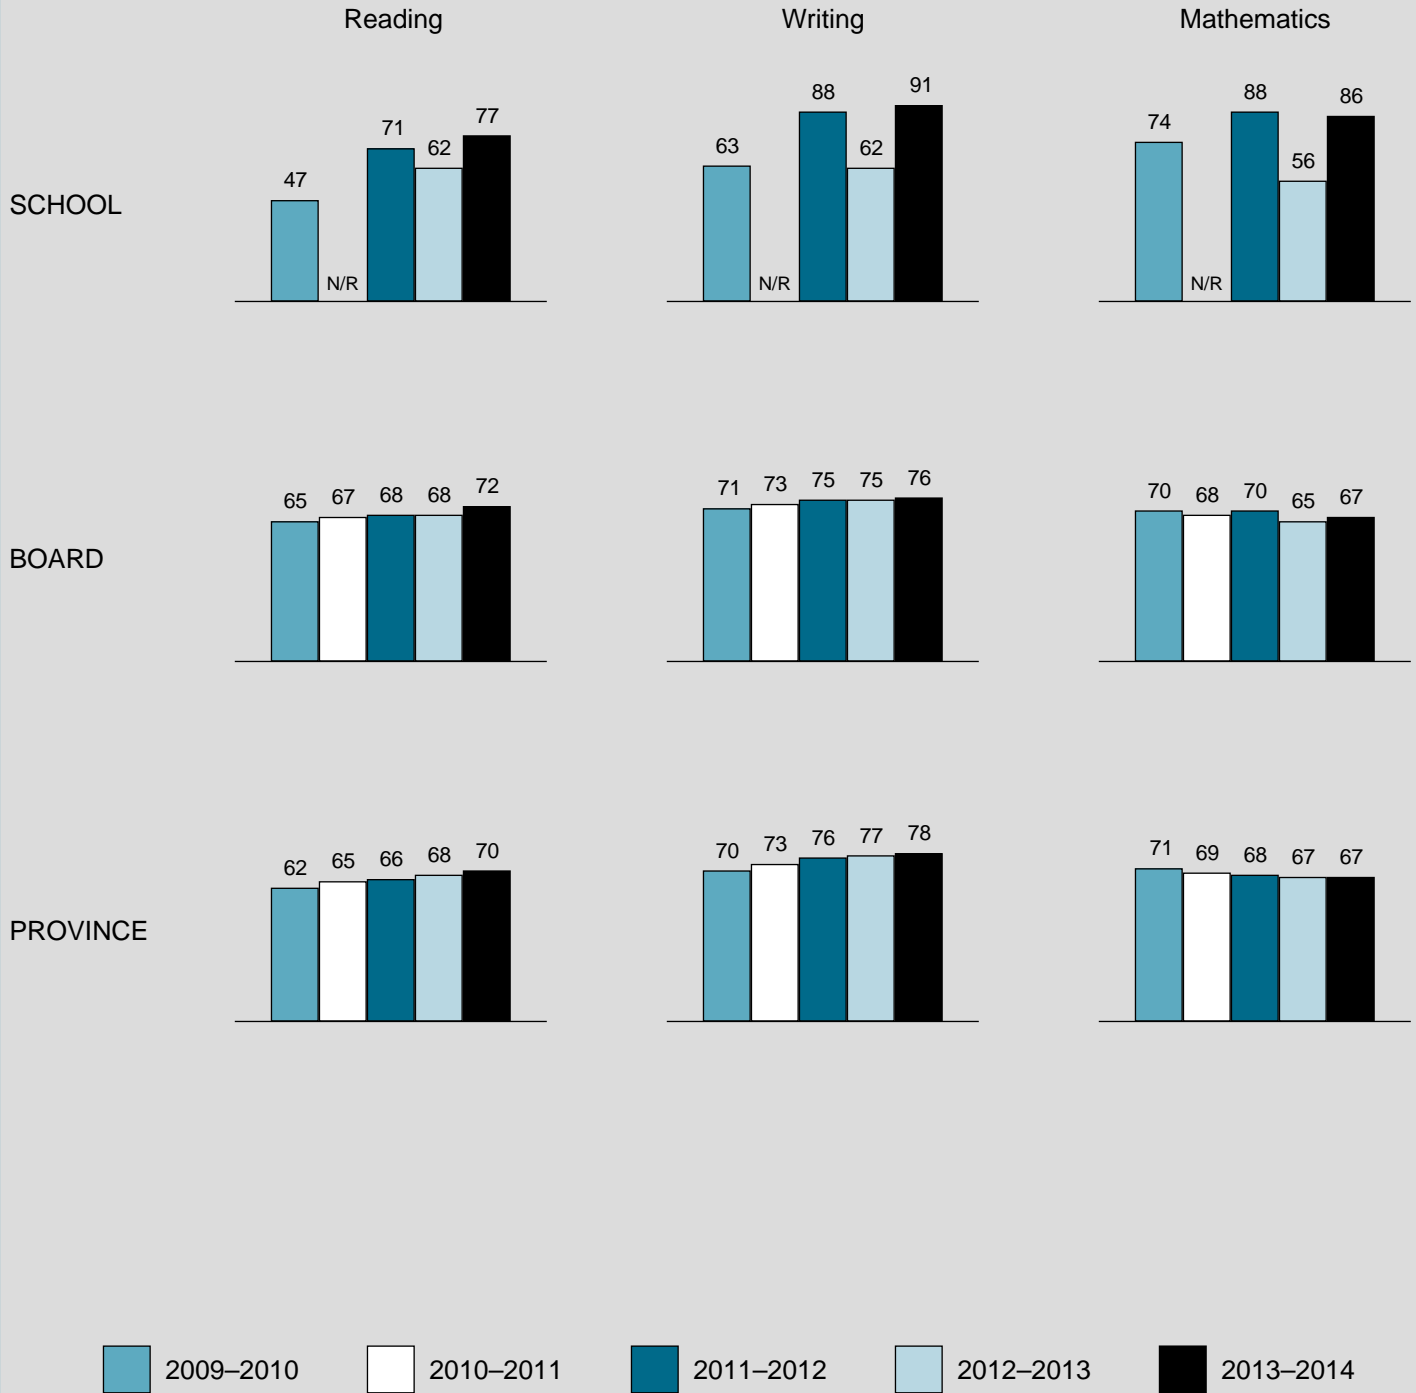 Reading Writing Mathematics
SCHOOL
47 N/R 71 62 77
63 N/R 88 62 91
74 N/R 88 56 86
BOARD
65 67 68 68 72
71 73 75 75 76
70 68 70 65 67
PROVINCE
62 65 66 68 70
70 73 76 77 78
71 69 68 67 67
2009–2010 2010–2011 2011–2012 2012–2013 2013–2014